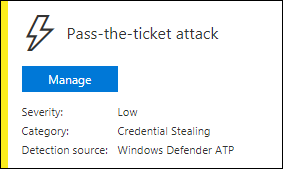 Pass-the-ticket attack
Manage
Severity: Low
Category: Credential Stealing
Detection source: Windows Defender ATP